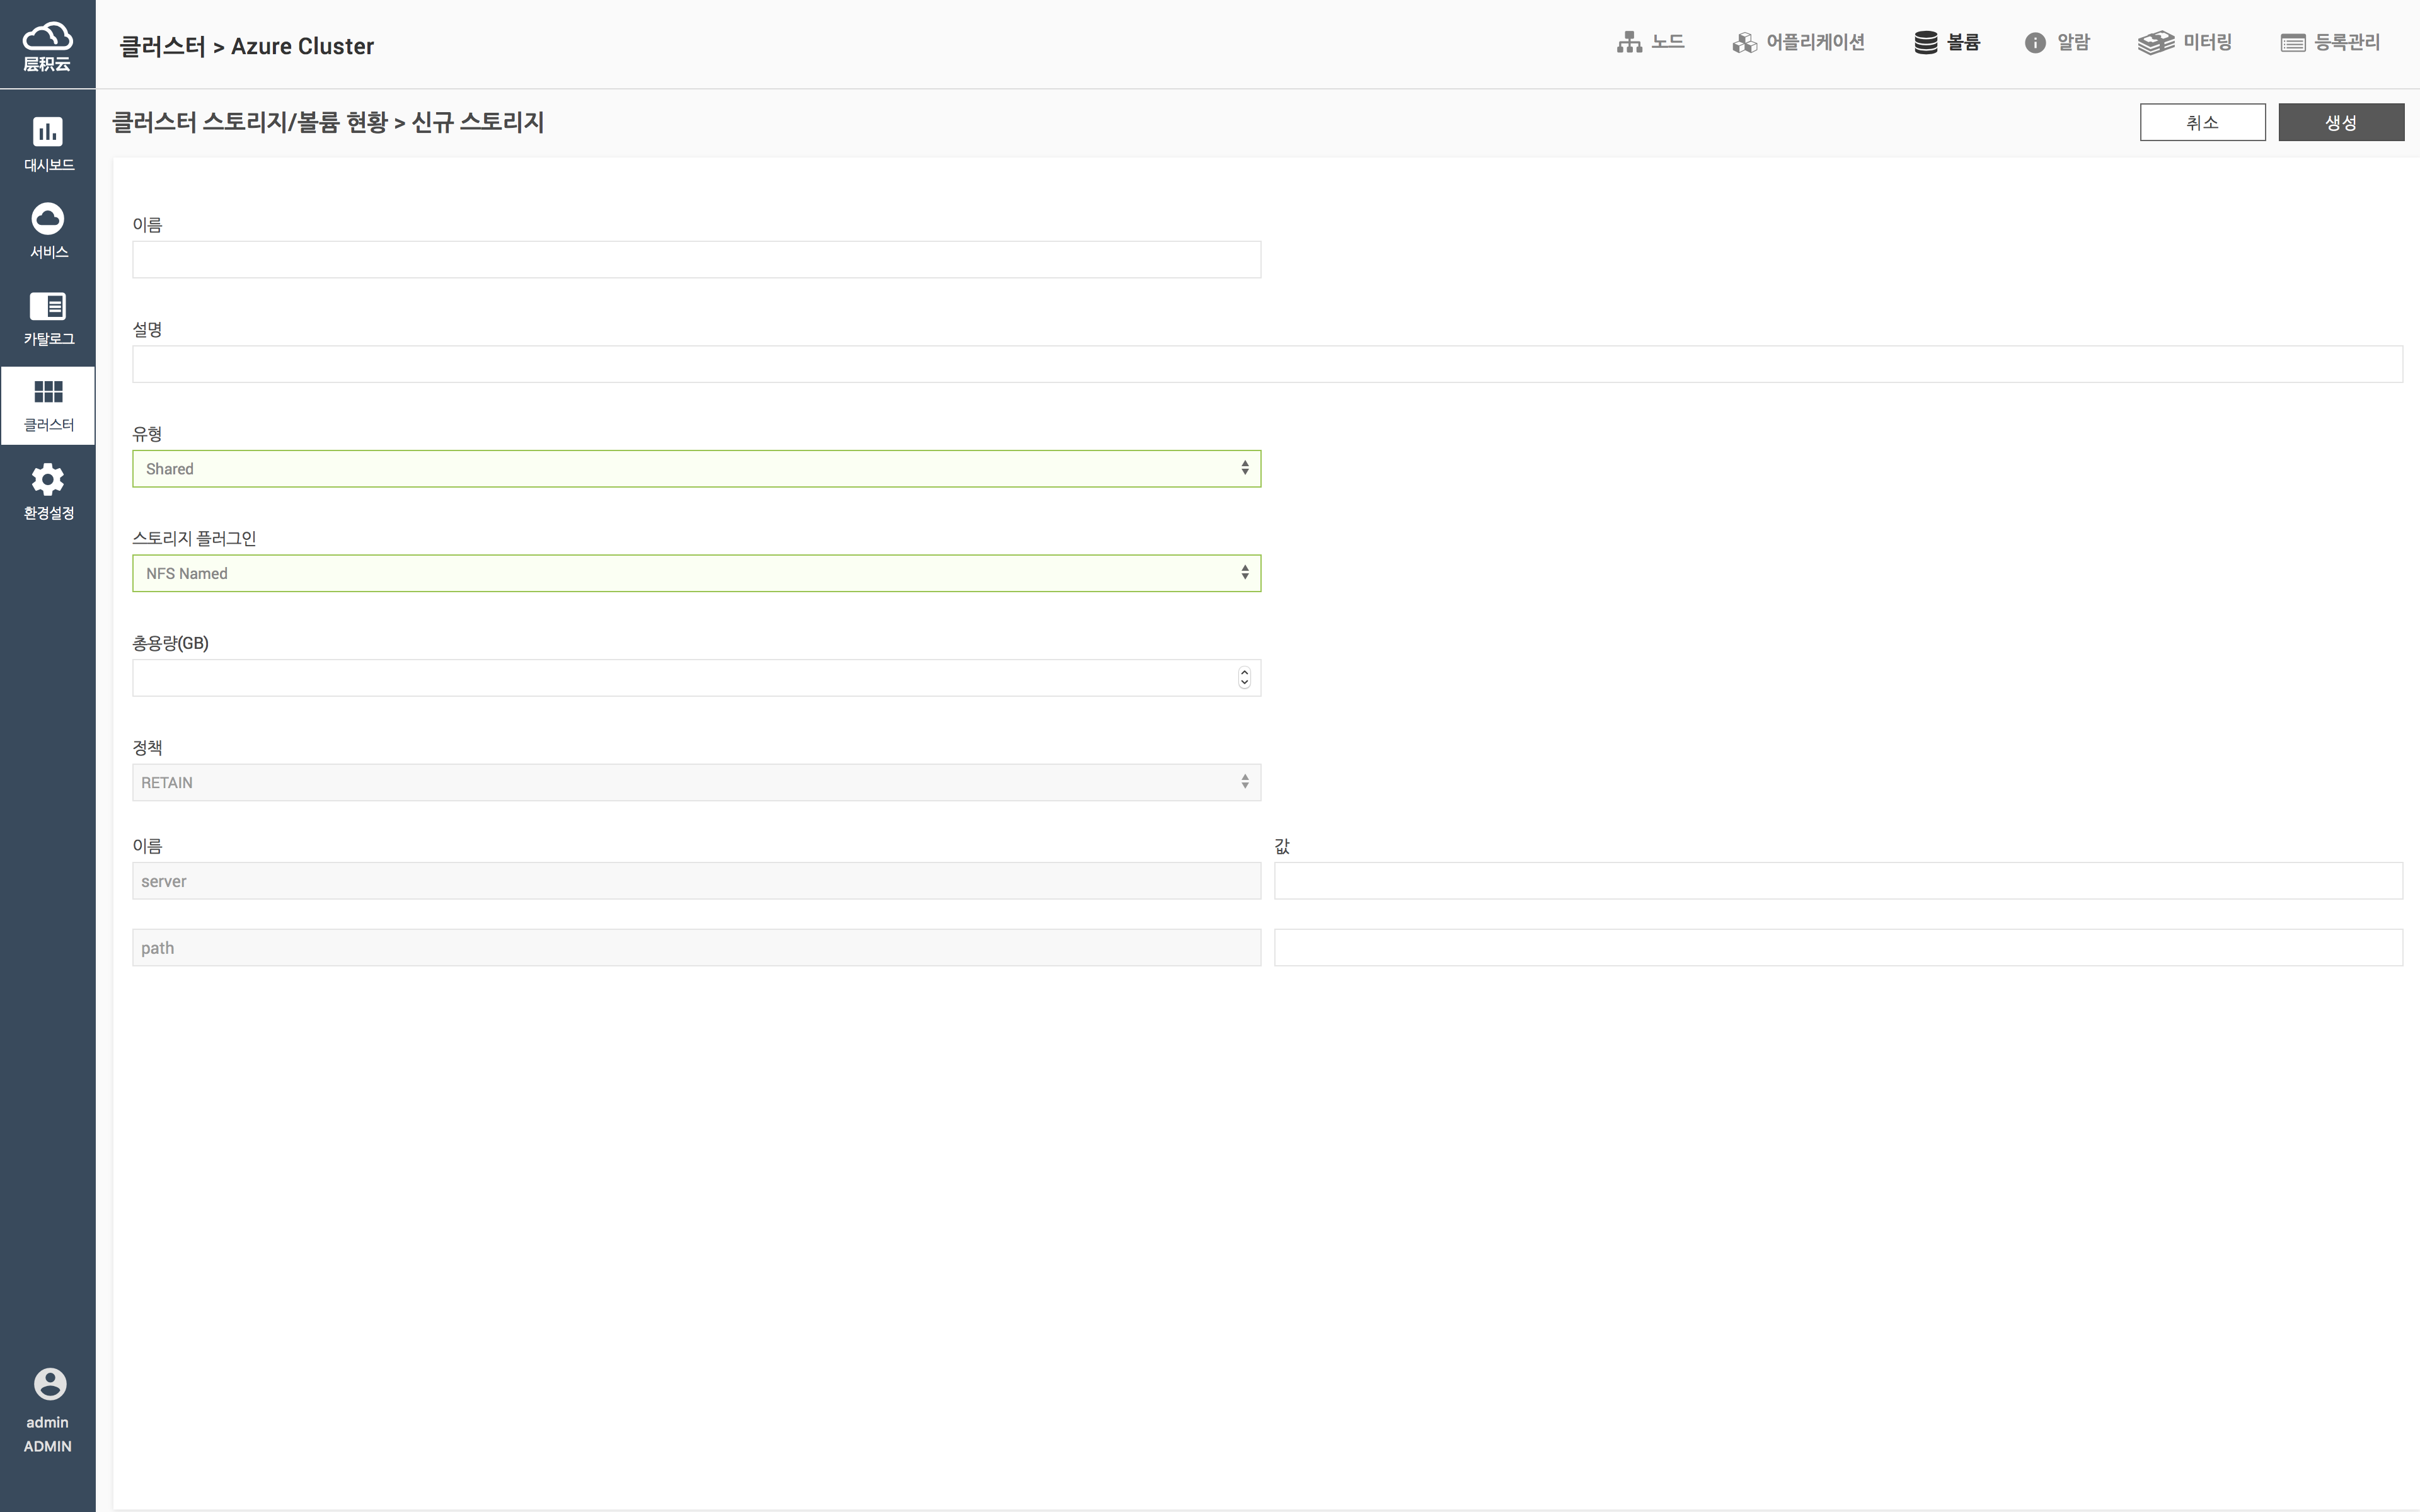 层积云
클러스터 > Azure Cluster
노드
어플리케이션
볼륨
알람
미터링
등록관리
대시보드
서비스
카탈로그
클러스터
환경설정
admin
ADMIN
클러스터 스토리지/볼륨 현황 > 신규 스토리지
취소
생성
이름
설명
유형
Shared
스토리지 플러그인
NFS Named
총용량(GB)
정책
RETAIN
이름
값
server
path